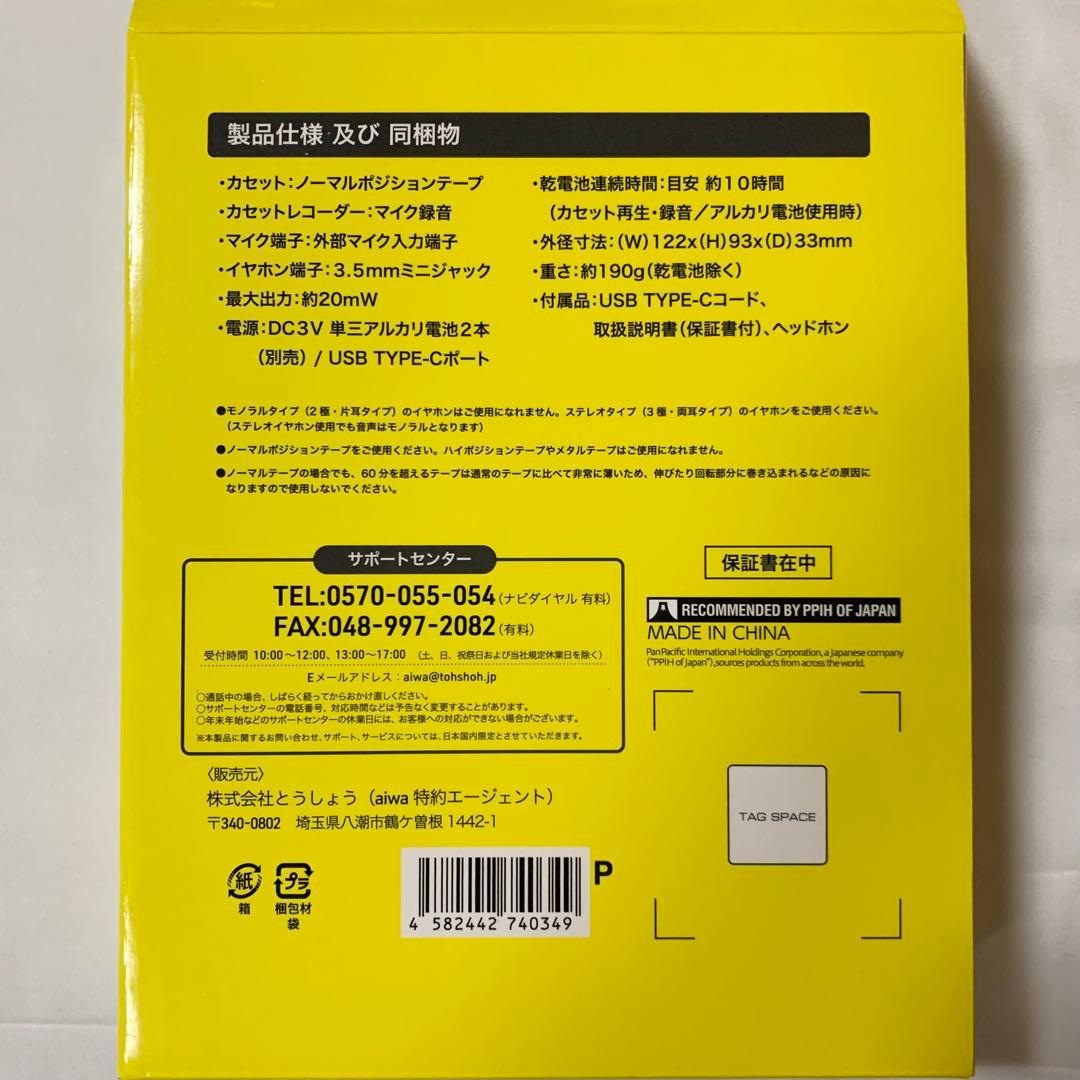 製品仕様 及び 同梱物
・カセット:ノーマルポジションテープ
・カセットレコーダー:マイク録音
・マイク端子:外部マイク入力端子
・イヤホン端子:3.5mmミニジャック
・最大出力:約20mW
・電源:DC3V 単三アルカリ電池2本
(別売)/ USB TYPE-Cポート
・乾電池連続時間:目安 約10時間
(カセット再生・録音/アルカリ電池使用時)
・外径寸法:(W)122x(H)93x(D)33mm
・重さ:約190g(乾電池除く)
・付属品:USB TYPE-Cコード、
取扱説明書(保証書付)、ヘッドホン
●モノラルタイプ(2極・片耳タイプ)のイヤホンはご使用になれません。ステレオタイプ(3極・両耳タイプ)のイヤホンをご使用ください。
(ステレオイヤホン使用でも音声はモノラルとなります)
●ノーマルポジションテープをご使用ください。ハイポジションテープやメタルテープはご使用になれません。
●ノーマルテープの場合でも、60分を超えるテープは通常のテープに比べて非常に薄いため、伸びたり回転部分に巻き込まれるなどの原因に
なりますので使用しないでください。
サポートセンター
TEL:0570-055-054(ナビダイヤル 有料)
FAX:048-997-2082(有料)
受付時間 10:00~12:00、13:00~17:00 (土、日、祝祭日および当社規定休業日を除く)
Eメールアドレス:aiwa@tohshoh.jp
○通話中の場合、しばらく経ってからおかけ直しください。
○サポートセンターの電話番号、対応時間などは予告なく変更することがあります。
○年末年始などのサポートセンターの休業日には、お客様への対応ができない場合がございます。
※本製品に関するお問い合わせ、サポート、サービスについては、日本国内限定とさせていただきます。
保証書在中
RECOMMENDED BY PPIH OF JAPAN
MADE IN CHINA
Pan Pacific International Holdings Corporation, a Japanese company
("PPIH of Japan"),sources products from across the world.
TAG SPACE
〈販売元〉
株式会社とうしょう(aiwa 特約エージェント)
〒340-0802 埼玉県八潮市鶴ケ曽根 1442-1
紙
箱
プラ
梱包材
袋
4 582442 740349
P